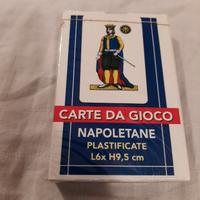 CARTE DA GIOCO
NAPOLETANE
PLASTIFICATE
L6x H9,5 cm